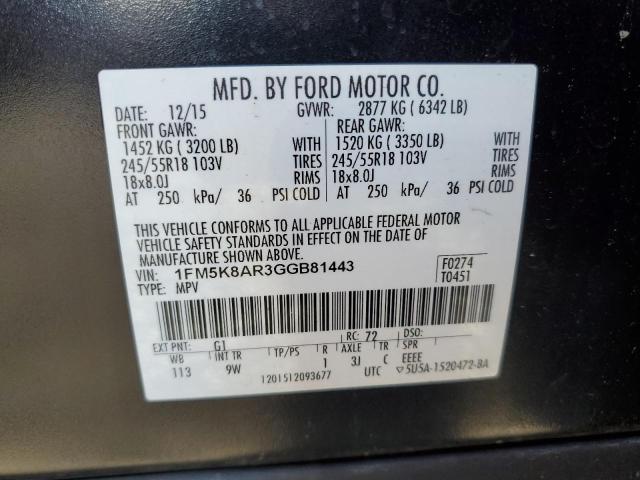 MFD. BY FORD MOTOR CO.
DATE: 12/15 GVWR: 2877 KG ( 6342 LB)
FRONT GAWR: REAR GAWR:
1452 KG ( 3200 LB) WITH 1520 KG ( 3350 LB) WITH
245/55R18 103V TIRES 245/55R18 103V TIRES
18x8.0J RIMS 18x8.0J RIMS
AT 250 kPa/ 36 PSI COLD AT 250 kPa/ 36 PSI COLD
THIS VEHICLE CONFORMS TO ALL APPLICABLE FEDERAL MOTOR
VEHICLE SAFETY STANDARDS IN EFFECT ON THE DATE OF
MANUFACTURE SHOWN ABOVE.
VIN: 1FM5K8AR3GGB81443 F0274
TYPE: MPV T0451
EXT PNT: G1 RC: 72 DSO:
WB INT TR TP/PS R AXLE TR SPR
113 9W 1 3J C EEEE
1201512093677 UTC ▽5U5A-1520472-BA